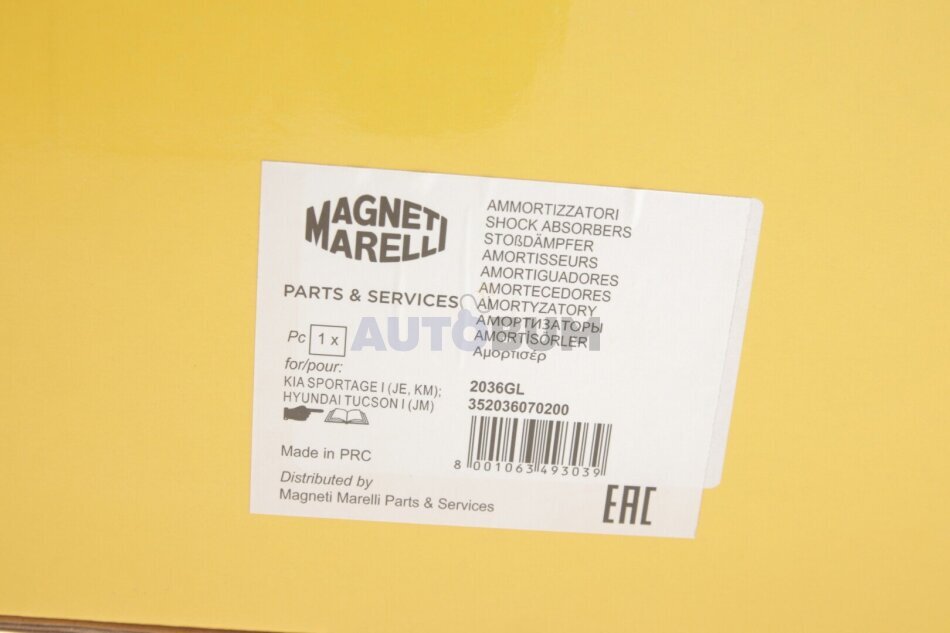 MAGNETI
MARELLI
PARTS & SERVICES
Pc 1 x
for/pour:
KIA SPORTAGE I (JE, KM);
HYUNDAI TUCSON I (JM)
Made in PRC
Distributed by
Magneti Marelli Parts & Services
AMMORTIZZATORI
SHOCK ABSORBERS
STOßDÄMPFER
AMORTISSEURS
AMORTIGUADORES
AMORTECEDORES
AMORTYZATORY
АМОРТИЗАТОРЫ
AMORTISÖRLER
Αμορτισέρ
2036GL
352036070200
8 001063 493039
EAC
AUTOBUM